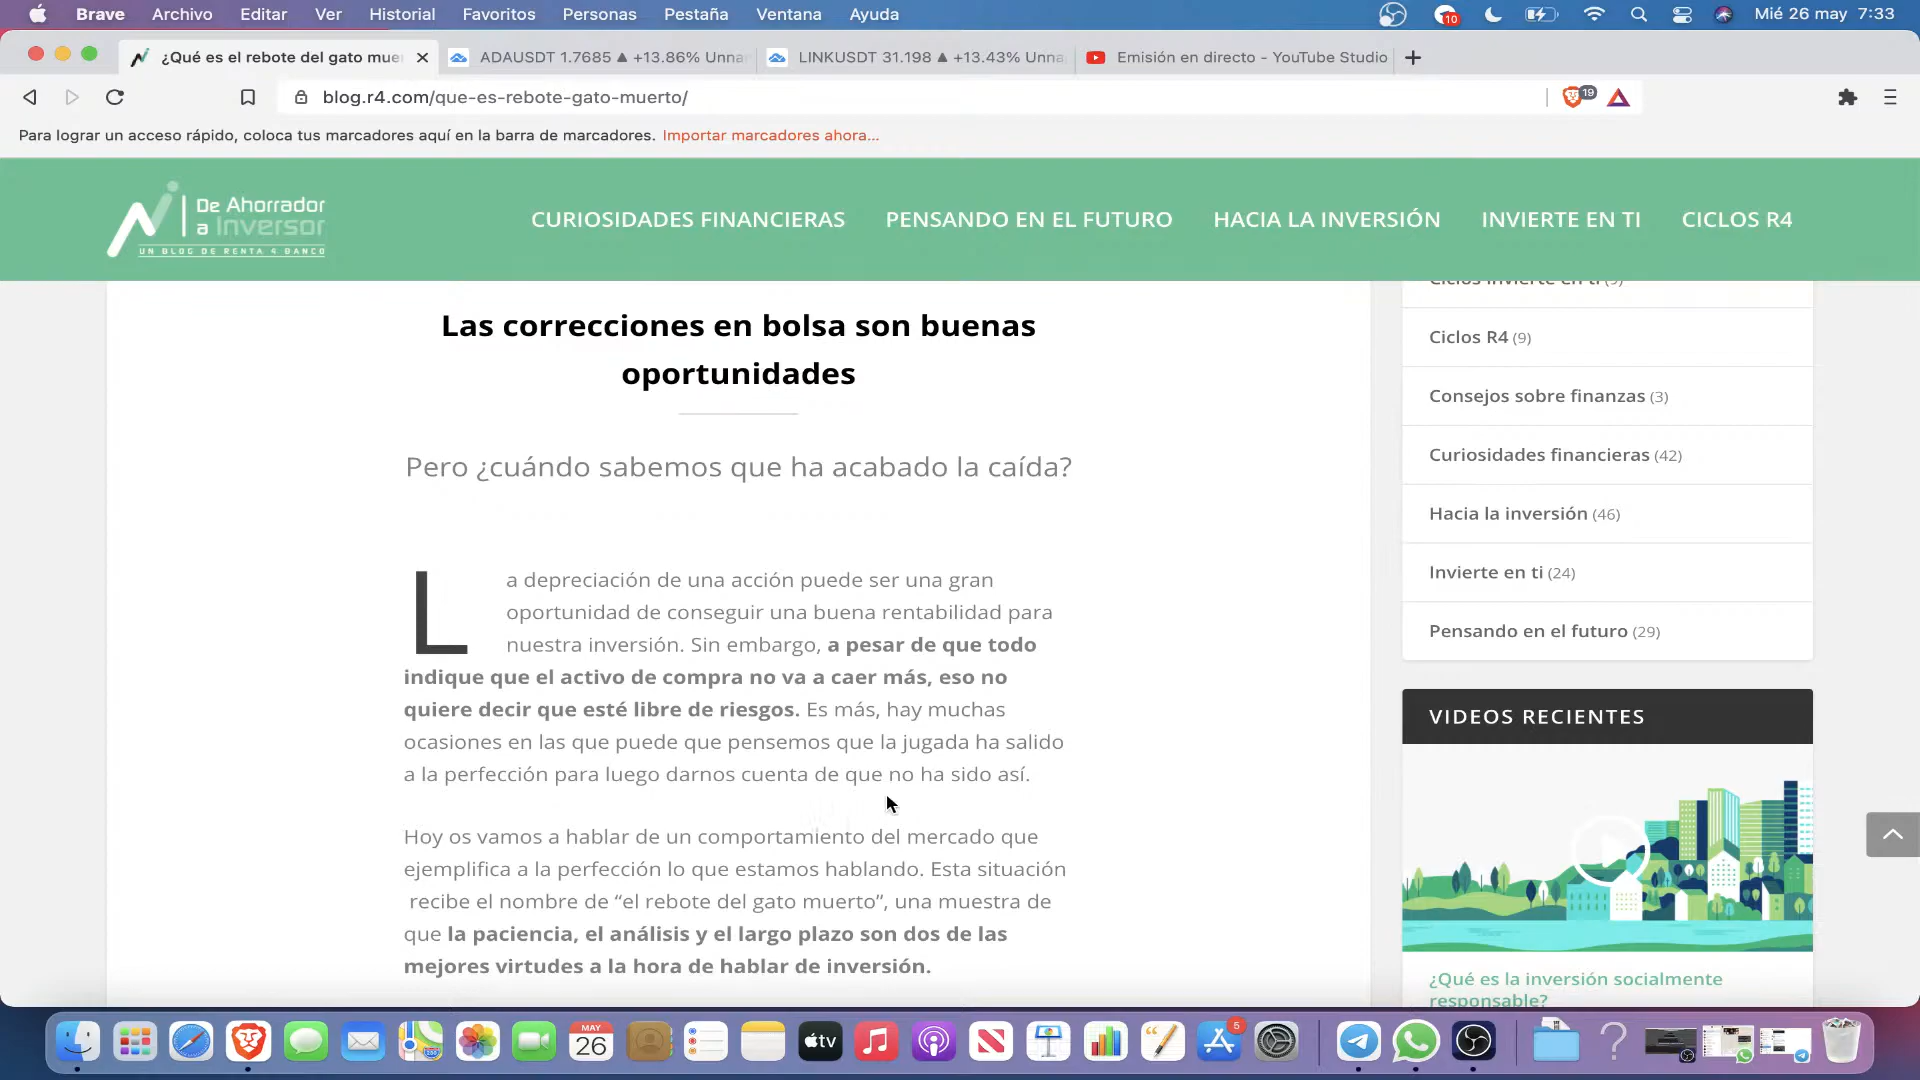 Brave Archivo Editar Ver Historial Favoritos Personas Pestaña Ventana Ayuda 10 Mié 26 may 7:33
¿Qué es el rebote del gato mue ADAUSDT 1.7685 ▲ +13.86% Unna LINKUSDT 31.198 ▲ +13.43% Unna Emisión en directo - YouTube Studio
blog.r4.com/que-es-rebote-gato-muerto/ 19
Para lograr un acceso rápido, coloca tus marcadores aquí en la barra de marcadores. Importar marcadores ahora...
De Ahorrador
a Inversor
UN BLOG DE RENTA 4 BANCO
CURIOSIDADES FINANCIERAS PENSANDO EN EL FUTURO HACIA LA INVERSIÓN INVIERTE EN TI CICLOS R4
Las correcciones en bolsa son buenas
oportunidades
Pero ¿cuándo sabemos que ha acabado la caída?
La depreciación de una acción puede ser una gran
oportunidad de conseguir una buena rentabilidad para
nuestra inversión. Sin embargo, a pesar de que todo
indique que el activo de compra no va a caer más, eso no
quiere decir que esté libre de riesgos. Es más, hay muchas
ocasiones en las que puede que pensemos que la jugada ha salido
a la perfección para luego darnos cuenta de que no ha sido así.
Hoy os vamos a hablar de un comportamiento del mercado que
ejemplifica a la perfección lo que estamos hablando. Esta situación
recibe el nombre de “el rebote del gato muerto”, una muestra de
que la paciencia, el análisis y el largo plazo son dos de las
mejores virtudes a la hora de hablar de inversión.
Ciclos Invierte en ti (9)
Ciclos R4 (9)
Consejos sobre finanzas (3)
Curiosidades financieras (42)
Hacia la inversión (46)
Invierte en ti (24)
Pensando en el futuro (29)
VIDEOS RECIENTES
¿Qué es la inversión socialmente
responsable?
MAY
26
tv
5